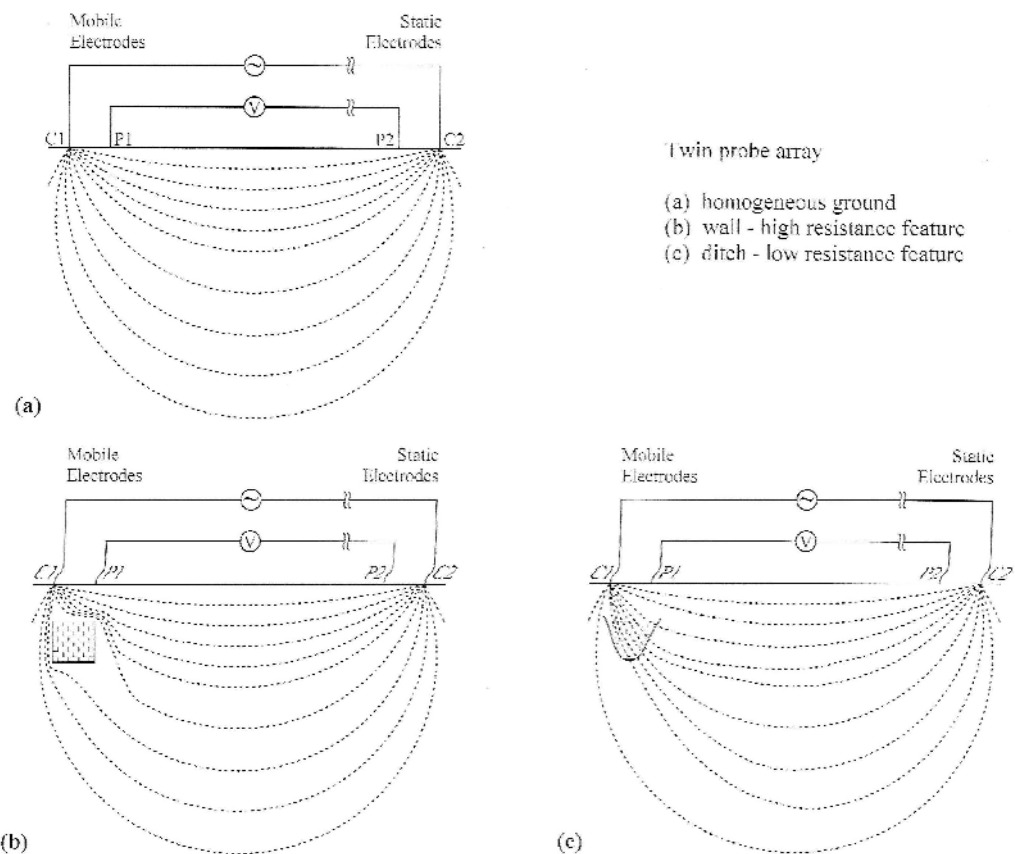 Mobile
Electrodes
Static
Electrodes
~
V
C1
P1
P2
C2
(a)
Twin probe array
(a) homogeneous ground
(b) wall - high resistance feature
(c) ditch - low resistance feature
Mobile
Electrodes
Static
Electrodes
~
V
C1
P1
P2
C2
(b)
Mobile
Electrodes
Static
Electrodes
~
V
C1
P1
P2
C2
(c)